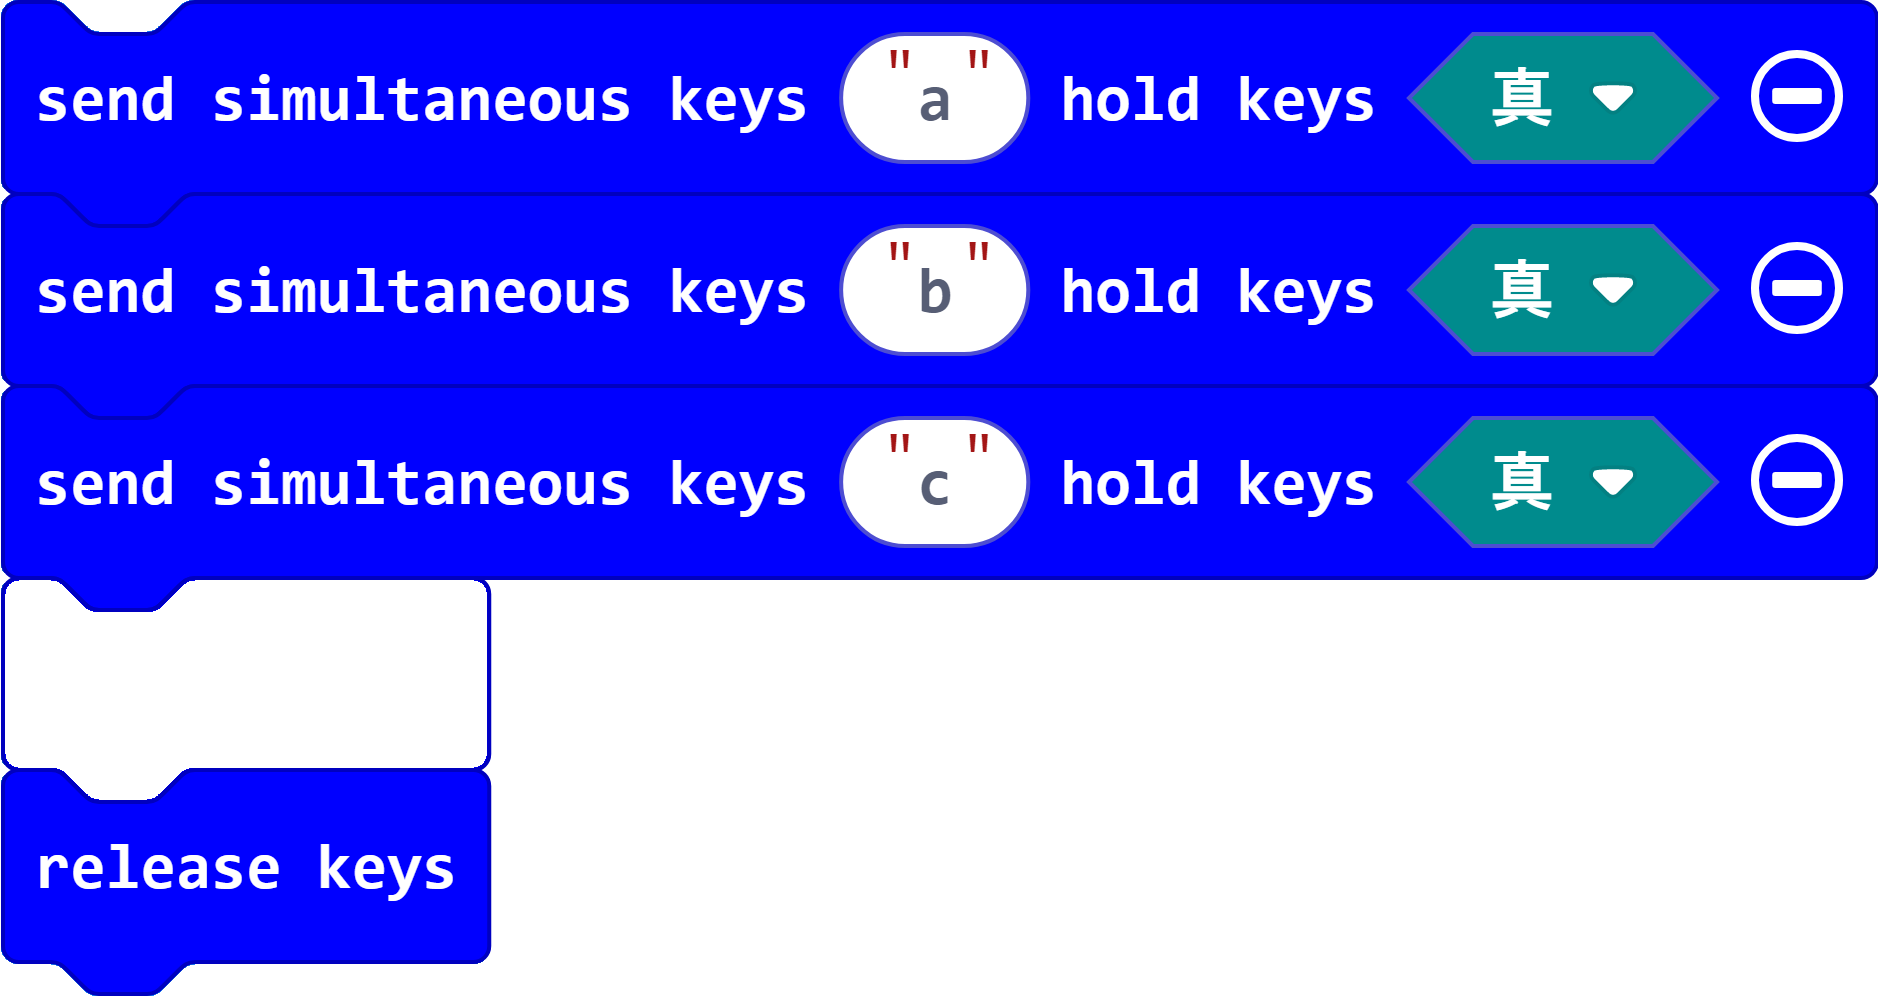 send simultaneous keys "a" hold keys 真
send simultaneous keys "b" hold keys 真
send simultaneous keys "c" hold keys 真
release keys